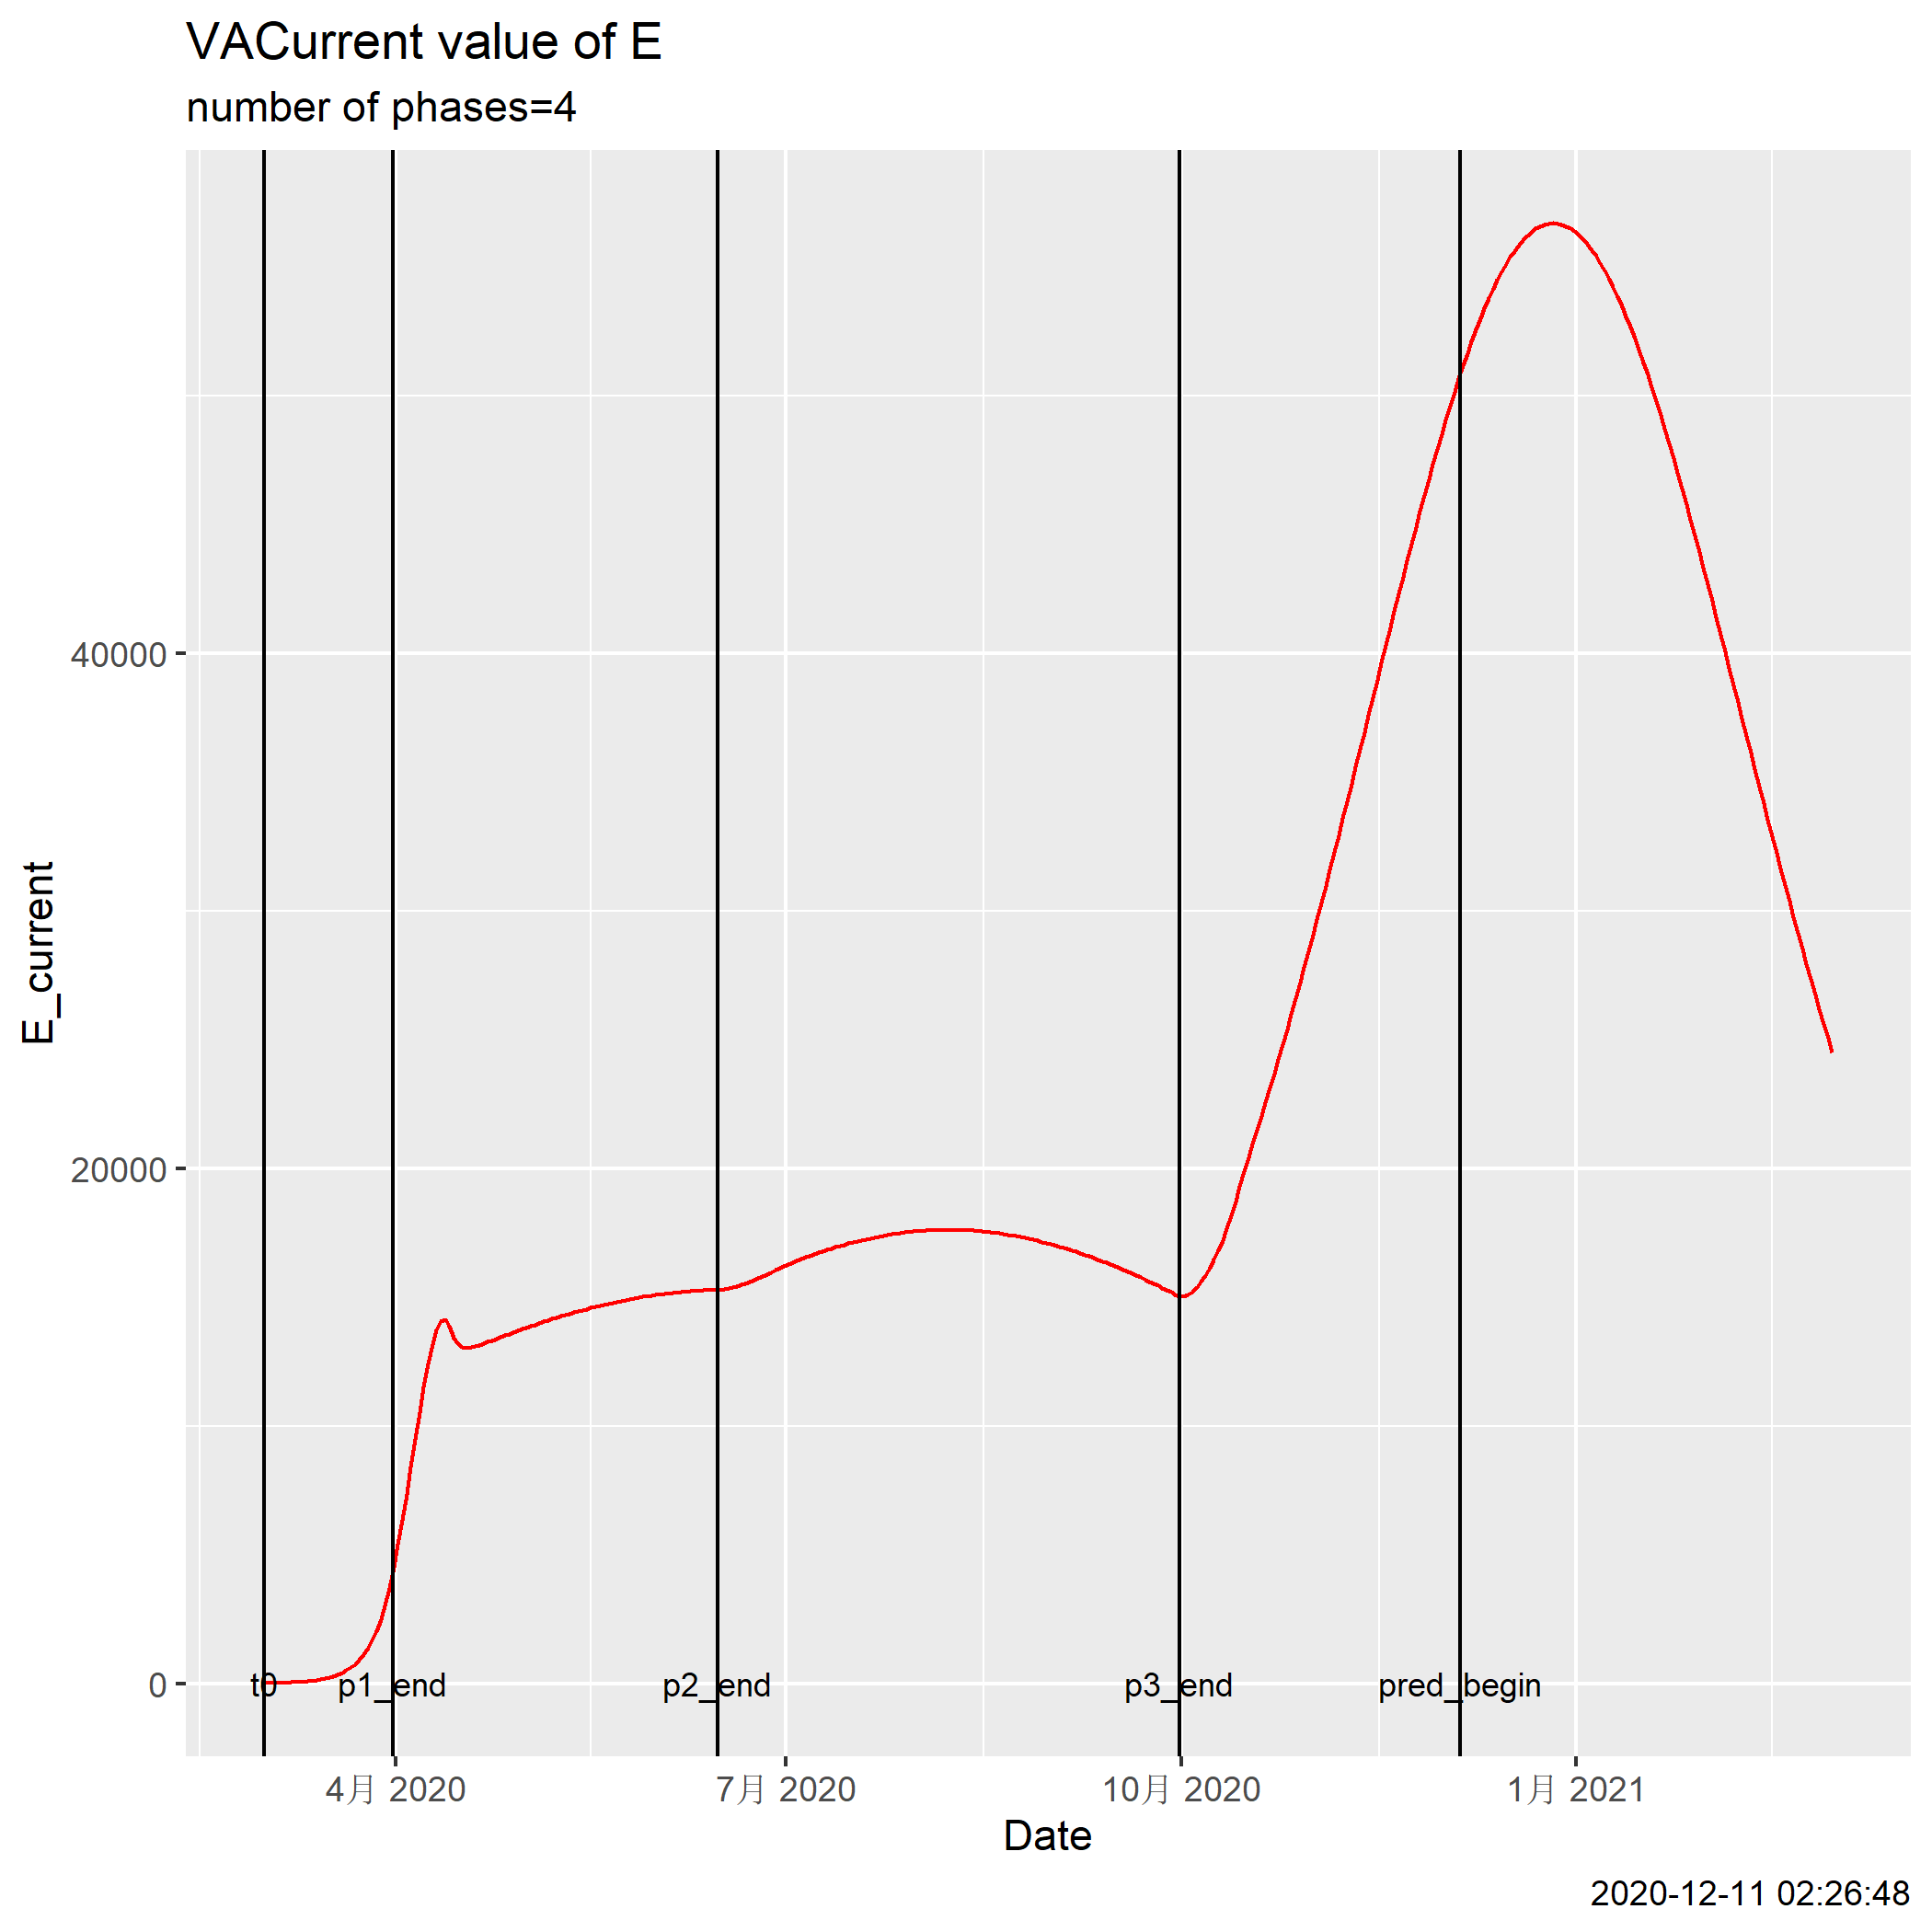 VACurrent value of E
number of phases=4
E_current
40000
20000
0
t0 p1_end p2_end p3_end pred_begin
4月 2020 7月 2020 10月 2020 1月 2021
Date
2020-12-11 02:26:48